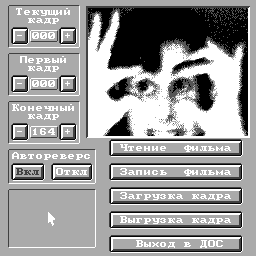 Текущий
кадр
- 000 +
Первый
кадр
- 000 +
Конечный
кадр
- 164 +
Автореверс
Вкл Откл
Чтение фильма
Запись фильма
Загрузка кадра
Выгрузка кадра
Выход в ДОС